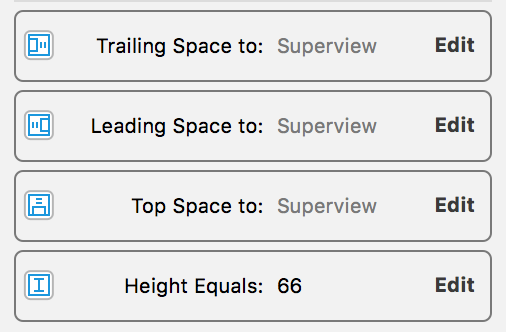 Trailing Space to: Superview Edit
Leading Space to: Superview Edit
Top Space to: Superview Edit
Height Equals: 66 Edit